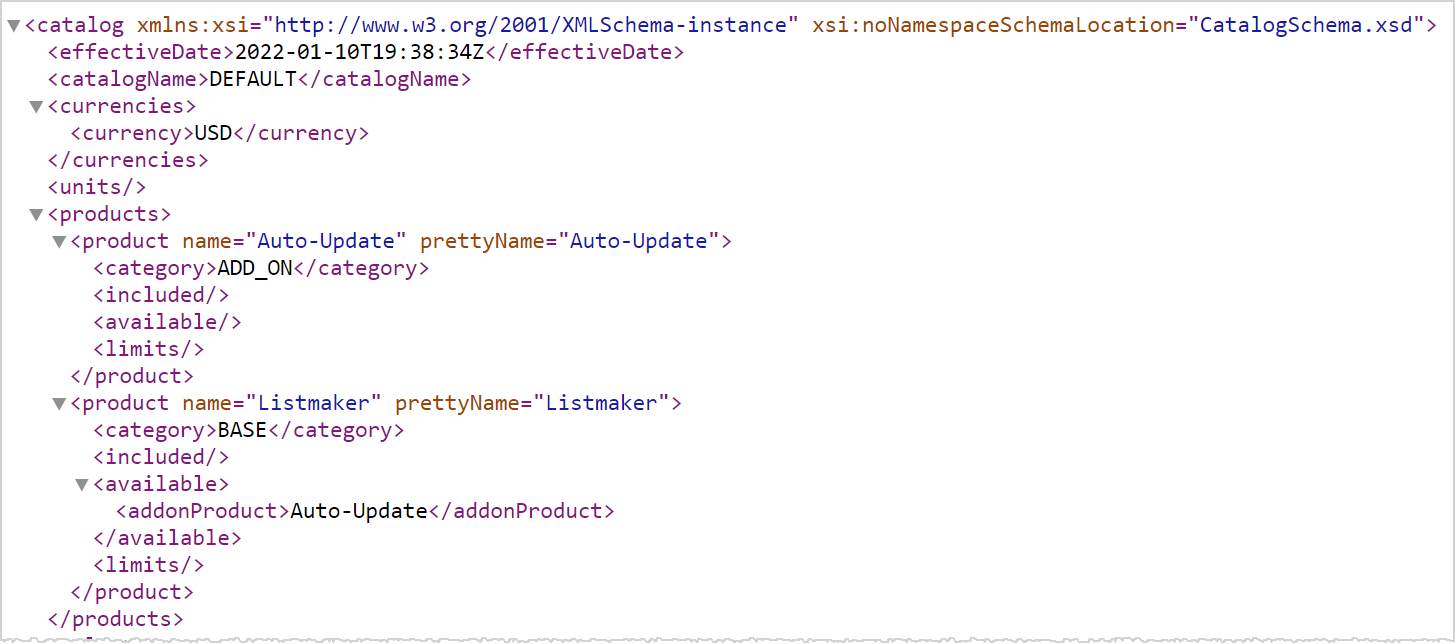 <catalog xmlns:xsi="http://www.w3.org/2001/XMLSchema-instance" xsi:noNamespaceSchemaLocation="CatalogSchema.xsd">
<effectiveDate>2022-01-10T19:38:34Z</effectiveDate>
<catalogName>DEFAULT</catalogName>
<currencies>
<currency>USD</currency>
</currencies>
<units/>
<products>
<product name="Auto-Update" prettyName="Auto-Update">
<category>ADD_ON</category>
<included/>
<available/>
<limits/>
</product>
<product name="Listmaker" prettyName="Listmaker">
<category>BASE</category>
<included/>
<available>
<addonProduct>Auto-Update</addonProduct>
</available>
<limits/>
</product>
</products>